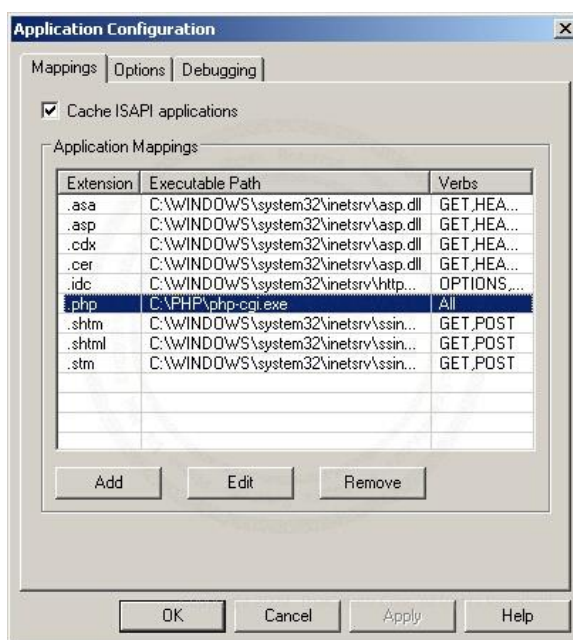 Application Configuration
Mappings Options Debugging
Cache ISAPI applications
Application Mappings
Extension Executable Path Verbs
.asa C:\WINDOWS\system32\inetsrv\asp.dll GET,HEA...
.asp C:\WINDOWS\system32\inetsrv\asp.dll GET,HEA...
.cdx C:\WINDOWS\system32\inetsrv\asp.dll GET,HEA...
.cer C:\WINDOWS\system32\inetsrv\asp.dll GET,HEA...
.idc C:\WINDOWS\system32\inetsrv\http... OPTIONS,...
.php C:\PHP\php-cgi.exe All
.shtm C:\WINDOWS\system32\inetsrv\ssin... GET,POST
.shtml C:\WINDOWS\system32\inetsrv\ssin... GET,POST
.stm C:\WINDOWS\system32\inetsrv\ssin... GET,POST
Add Edit Remove
OK Cancel Apply Help